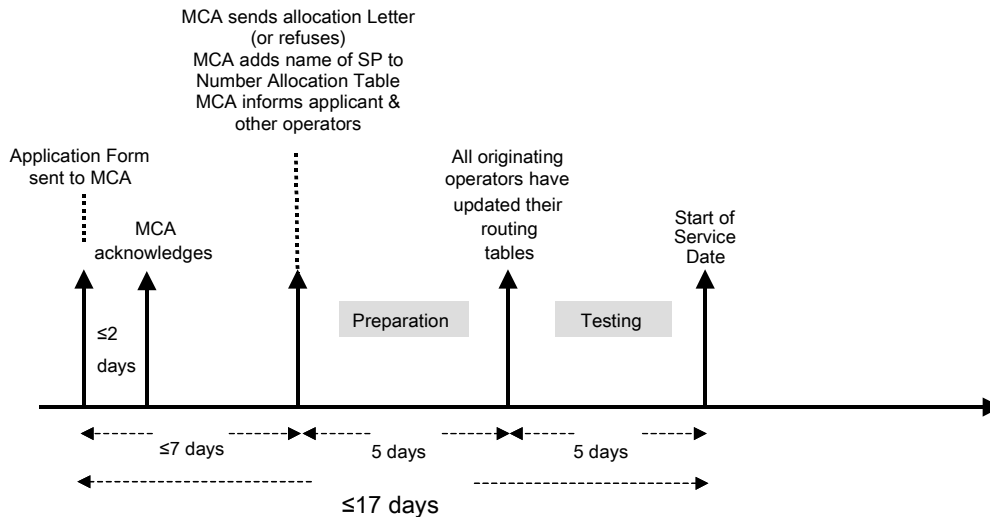 MCA sends allocation Letter
(or refuses)
MCA adds name of SP to
Number Allocation Table
MCA informs applicant &
other operators
Application Form
sent to MCA
MCA
acknowledges
All originating
operators have
updated their
routing
tables
Start of
Service
Date
≤2
days
Preparation
Testing
≤7 days
5 days
5 days
≤17 days